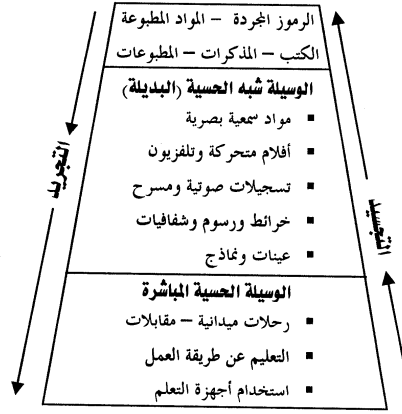 الرموز المجردة – المواد المطبوعة
الكتب – المذكرات – المطبوعات
الوسيلة شبه الحسية (البديلة)
▪ مواد سمعية بصرية
▪ أفلام متحركة وتلفزيون
▪ تسجيلات صوتية ومسرح
▪ خرائط ورسوم وشفافيات
▪ عينات ونماذج
الوسيلة الحسية المباشرة
▪ رحلات ميدانية – مقابلات
▪ التعليم عن طريقة العمل
▪ استخدام أجهزة التعلم
التجسيد
التجريد